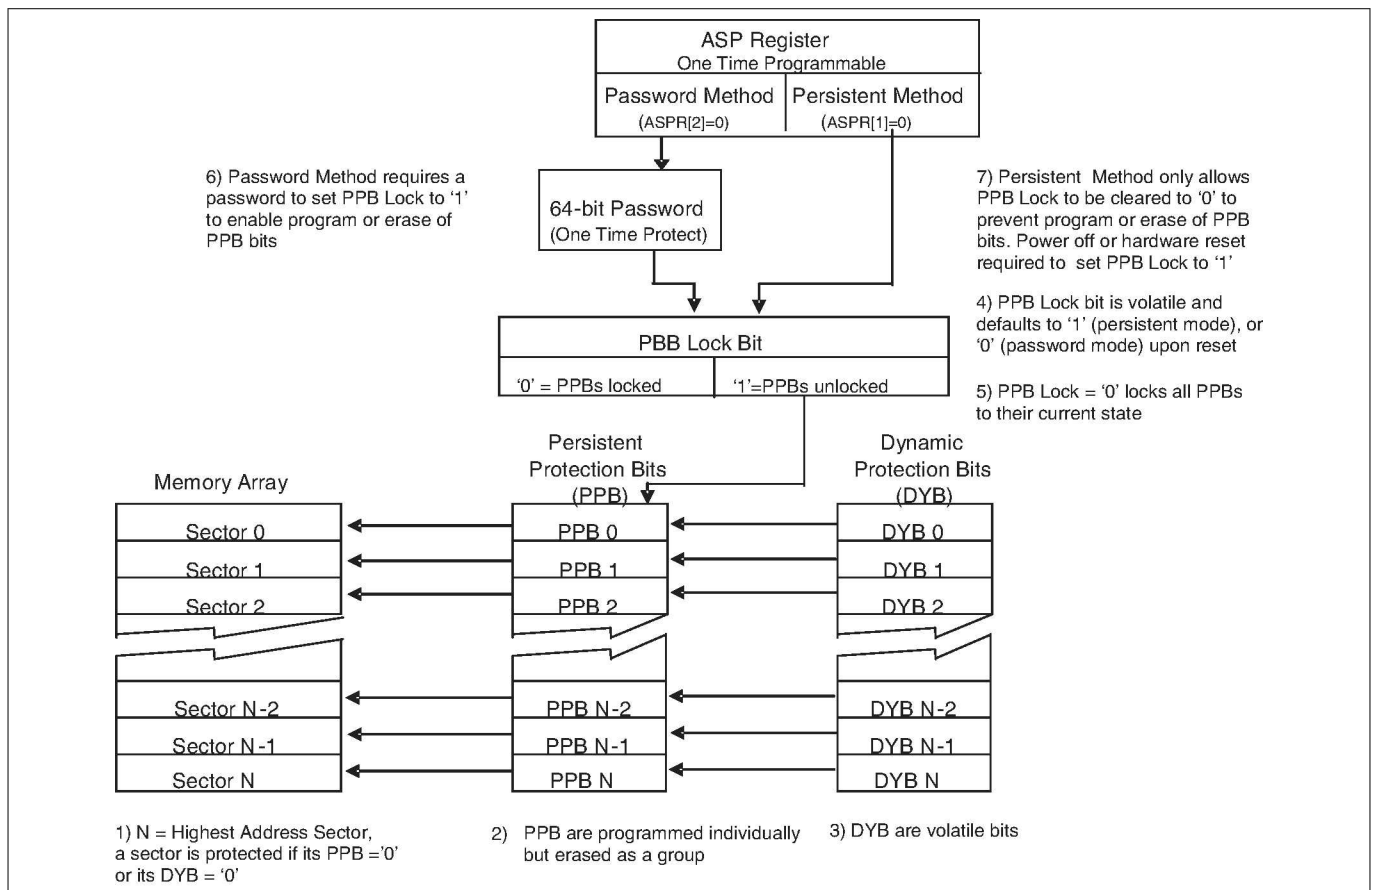 ASP Register
One Time Programmable
Password Method
(ASPR[2]=0)
Persistent Method
(ASPR[1]=0)
6) Password Method requires a
password to set PPB Lock to ‘1’
to enable program or erase of
PPB bits
64-bit Password
(One Time Protect)
7) Persistent Method only allows
PPB Lock to be cleared to ‘0’ to
prevent program or erase of PPB
bits. Power off or hardware reset
required to set PPB Lock to ‘1’
4) PPB Lock bit is volatile and
defaults to ‘1’ (persistent mode), or
‘0’ (password mode) upon reset
5) PPB Lock = ‘0’ locks all PPBs
to their current state
PBB Lock Bit
‘0’ = PPBs locked
‘1’=PPBs unlocked
Memory Array
Persistent
Protection Bits
(PPB)
Dynamic
Protection Bits
(DYB)
Sector 0
PPB 0
DYB 0
Sector 1
PPB 1
DYB 1
Sector 2
PPB 2
DYB 2
Sector N-2
PPB N-2
DYB N-2
Sector N-1
PPB N-1
DYB N-1
Sector N
PPB N
DYB N
1) N = Highest Address Sector,
a sector is protected if its PPB =’0’
or its DYB = ‘0’
2) PPB are programmed individually
but erased as a group
3) DYB are volatile bits